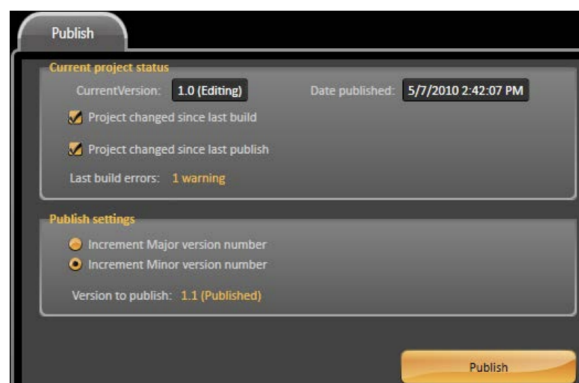 Publish
Current project status
CurrentVersion: 1.0 (Editing) Date published: 5/7/2010 2:42:07 PM
Project changed since last build
Project changed since last publish
Last build errors: 1 warning
Publish settings
Increment Major version number
Increment Minor version number
Version to publish: 1.1 (Published)
Publish